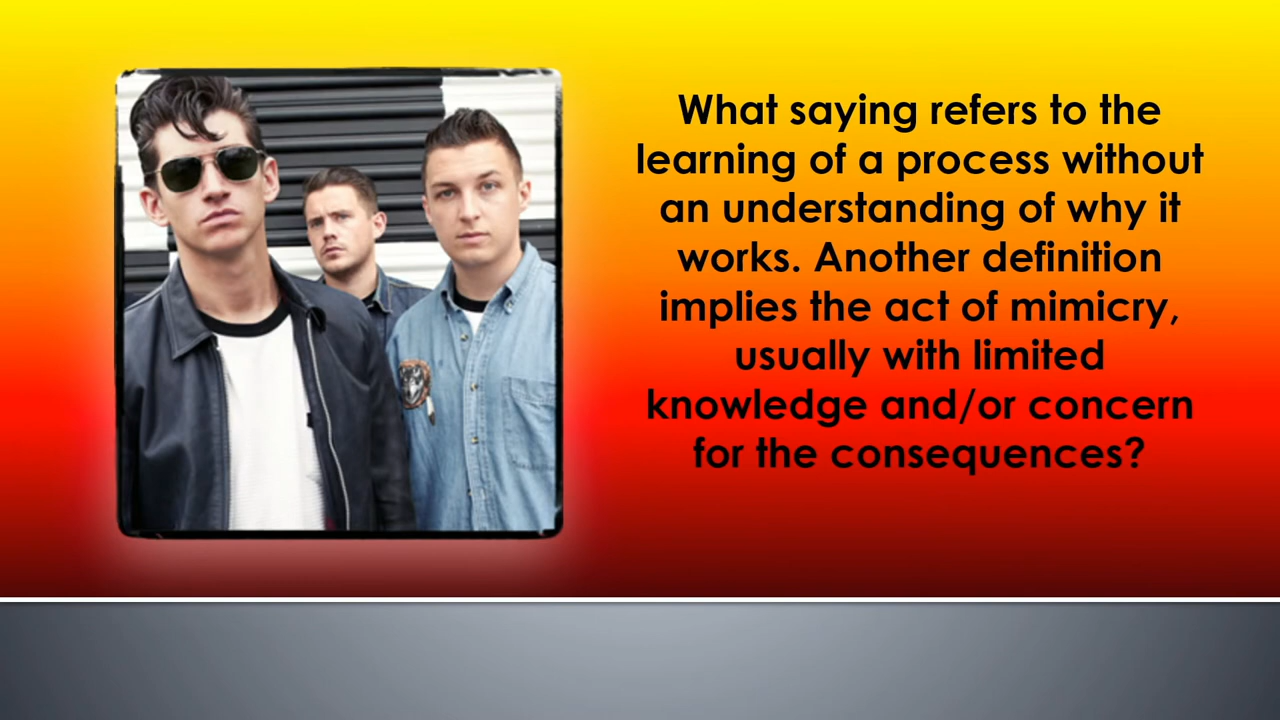 What saying refers to the
learning of a process without
an understanding of why it
works. Another definition
implies the act of mimicry,
usually with limited
knowledge and/or concern
for the consequences?